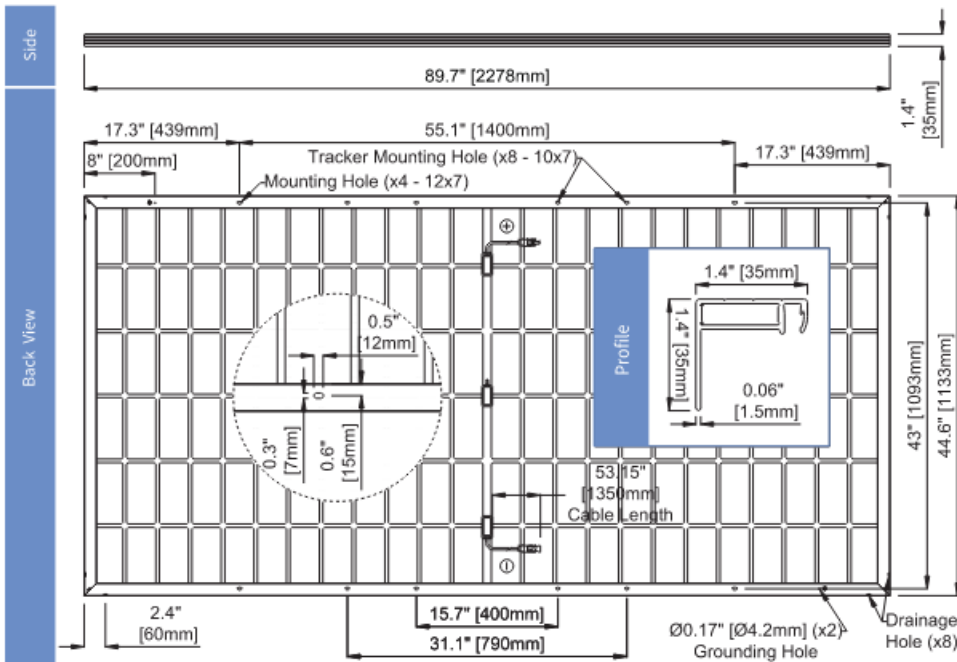 Side
89.7" [2278mm]
1.4"
[35mm]
Back View
17.3" [439mm]
55.1" [1400mm]
17.3" [439mm]
8" [200mm]
Tracker Mounting Hole (x8 - 10x7)
Mounting Hole (x4 - 12x7)
0.5"
[12mm]
0.3"
[7mm]
0.6"
[15mm]
Profile
1.4" [35mm]
1.4"
[35mm]
0.06"
[1.5mm]
43" [1093mm]
44.6" [1133mm]
53.15"
[1350mm]
Cable Length
2.4"
[60mm]
15.7" [400mm]
31.1" [790mm]
Ø0.17" [Ø4.2mm] (x2)
Grounding Hole
Drainage
Hole (x8)